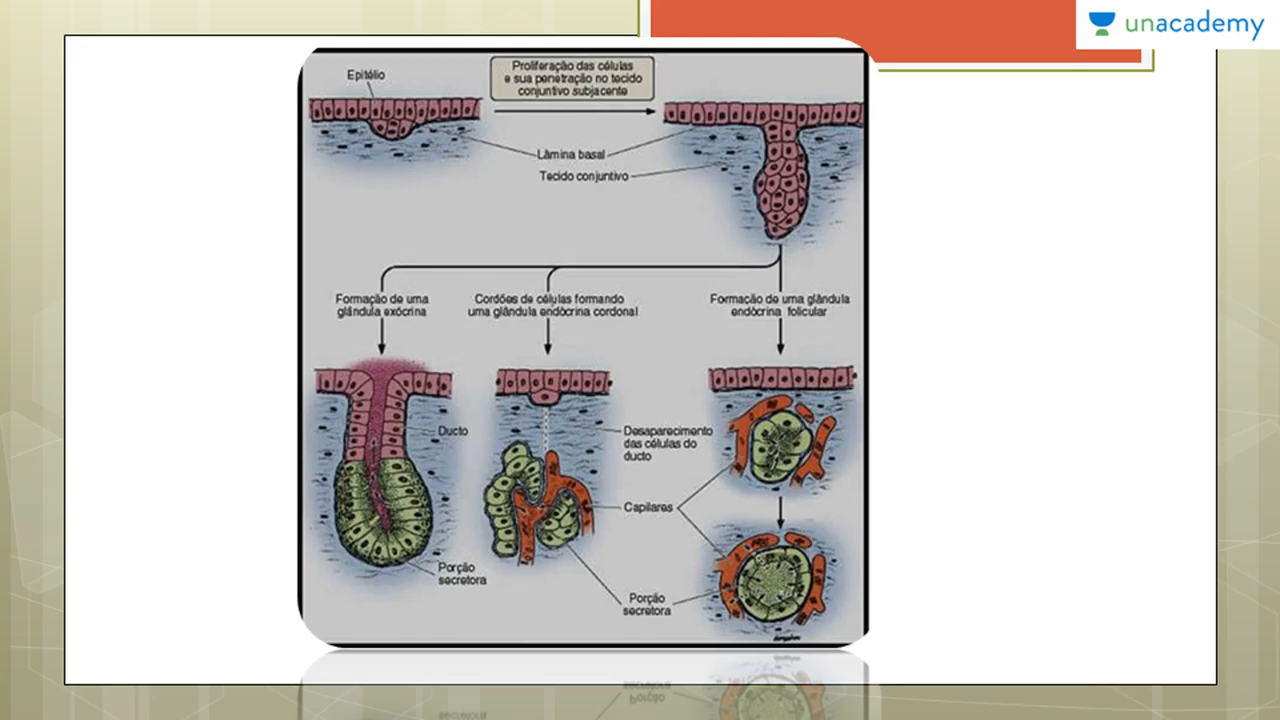 unacademy
Epitélio
Proliferação das células
e sua penetração no tecido
conjuntivo subjacente
Lâmina basal
Tecido conjuntivo
Formação de uma
glândula exócrina
Cordões de células formando
uma glândula endòcrina cordonal
Formação de uma glândula
endòcrina folicular
Ducto
Desaparecimento
das células do
ducto
Capilares
Porção
secretora
Porção
secretora